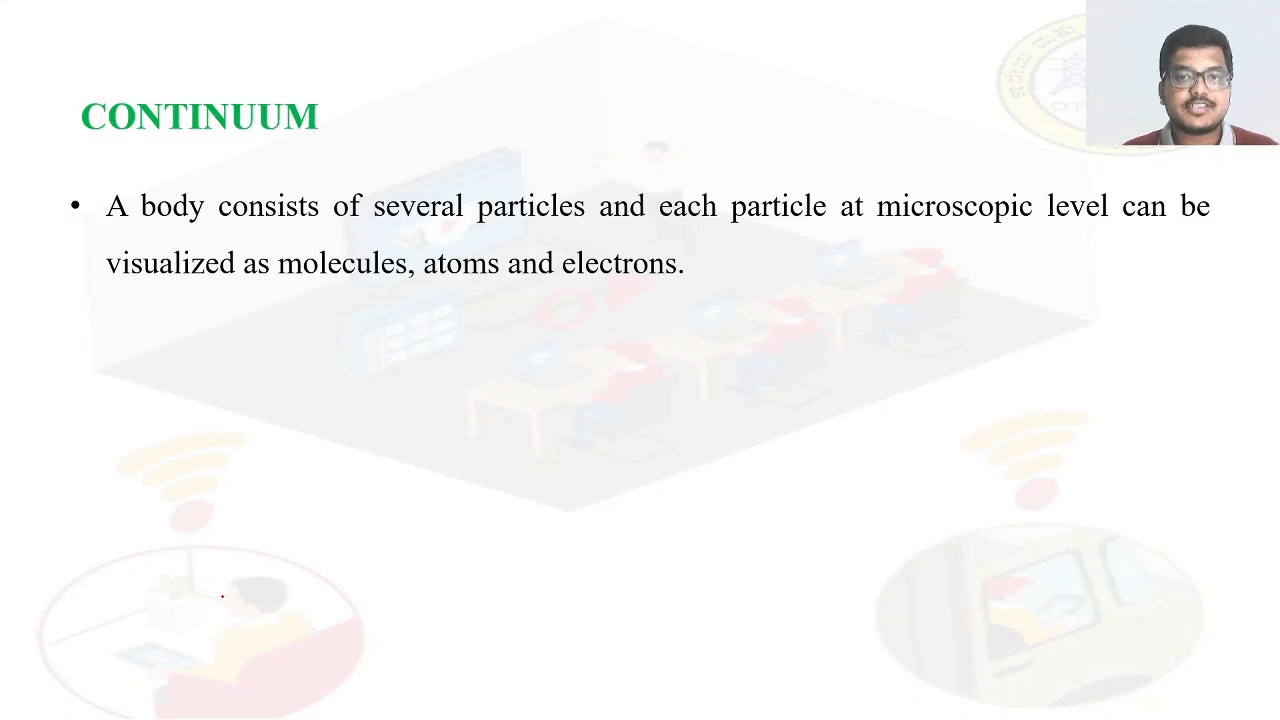 CONTINUUM
• A body consists of several particles and each particle at microscopic level can be
visualized as molecules, atoms and electrons.